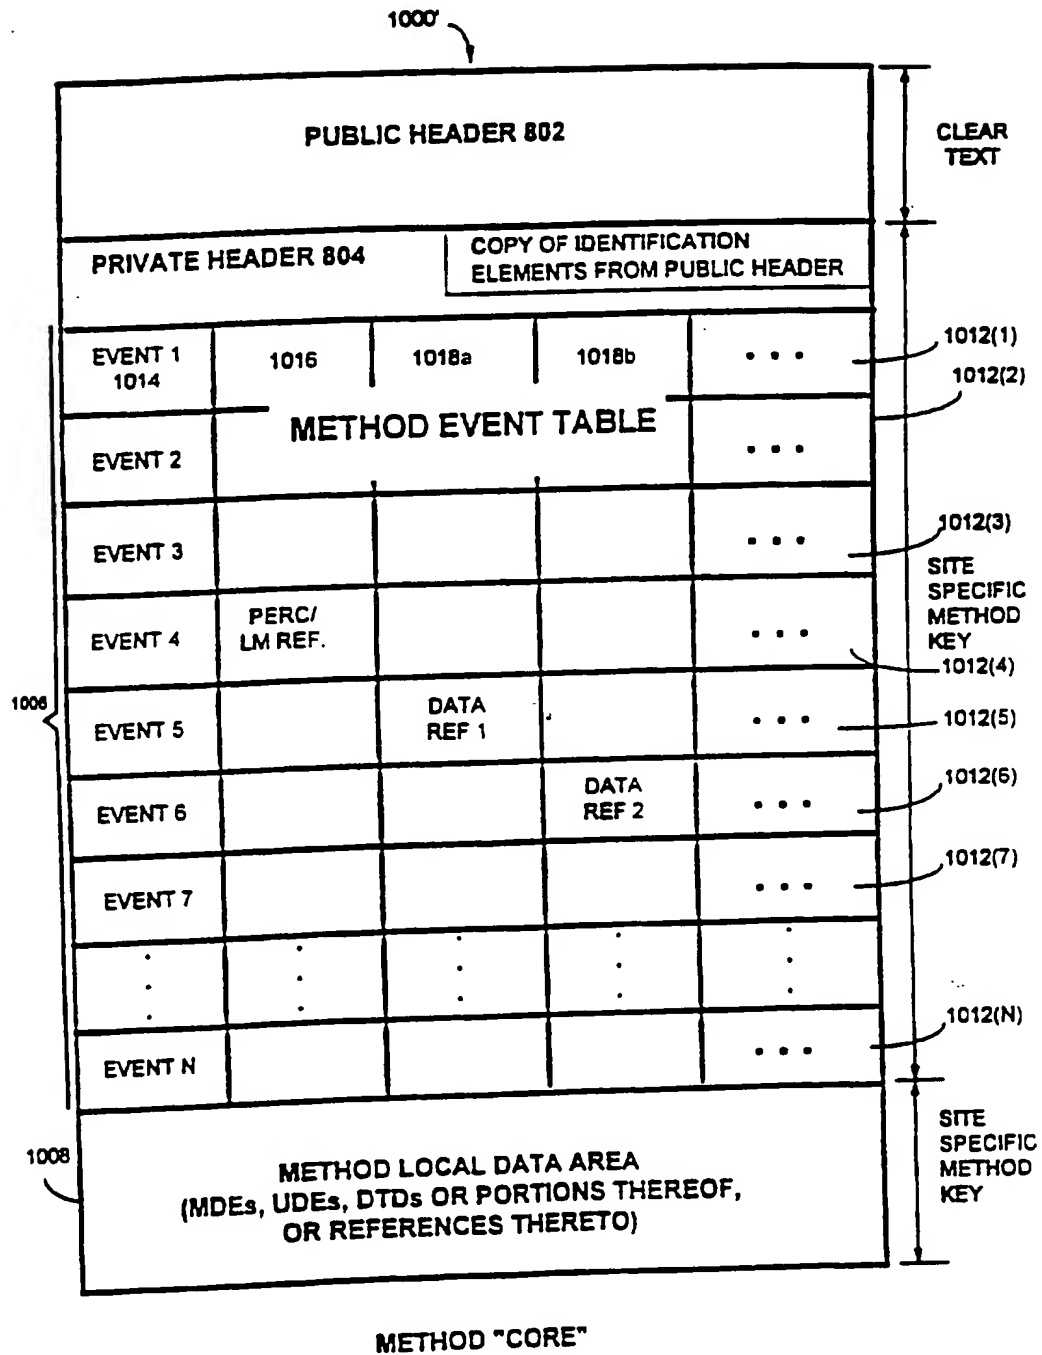 1000'
PUBLIC HEADER 802
CLEAR
TEXT
PRIVATE HEADER 804
COPY OF IDENTIFICATION
ELEMENTS FROM PUBLIC HEADER
EVENT 1
1014
1016
1018a
1018b
• • •
1012(1)
1012(2)
METHOD EVENT TABLE
EVENT 2
• • •
EVENT 3
• • •
1012(3)
SITE
SPECIFIC
METHOD
KEY
EVENT 4
PERC/
LM REF.
• • •
1012(4)
1006
EVENT 5
DATA
REF 1
• • •
1012(5)
EVENT 6
DATA
REF 2
• • •
1012(6)
EVENT 7
• • •
1012(7)
EVENT N
• • •
1012(N)
1008
METHOD LOCAL DATA AREA
(MDEs, UDEs, DTDs OR PORTIONS THEREOF,
OR REFERENCES THERETO)
SITE
SPECIFIC
METHOD
KEY
METHOD "CORE"